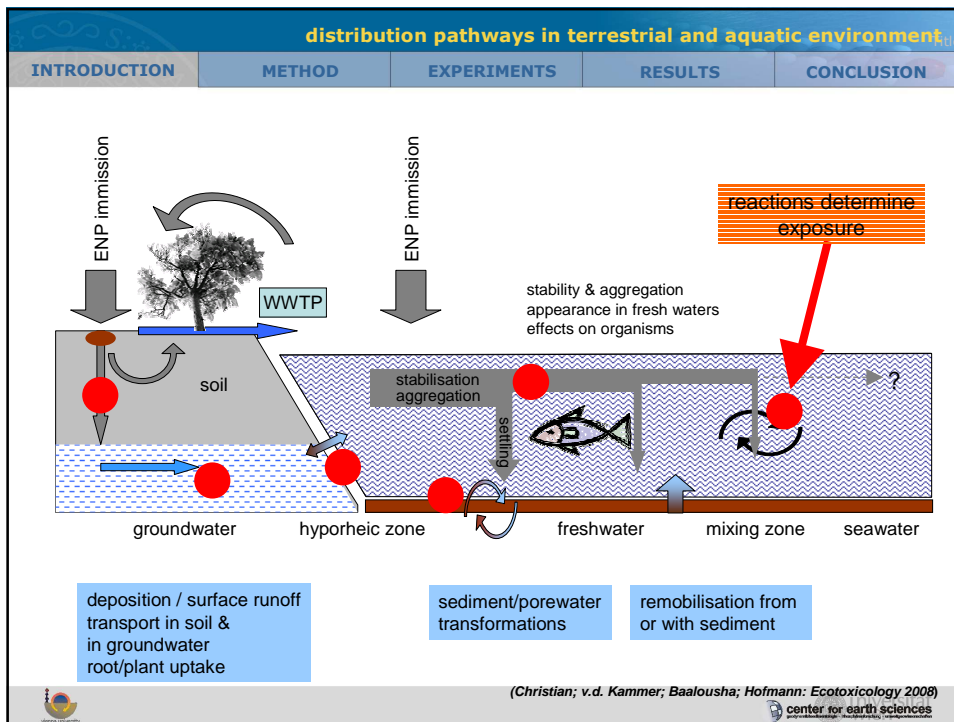 distribution pathways in terrestrial and aquatic environment
INTRODUCTION METHOD EXPERIMENTS RESULTS CONCLUSION
ENP immission
ENP immission
reactions determine
exposure
WWTP
stability & aggregation
appearance in fresh waters
effects on organisms
soil
stabilisation
aggregation
?
settling
groundwater hyporheic zone freshwater mixing zone seawater
deposition / surface runoff
transport in soil &
in groundwater
root/plant uptake
sediment/porewater
transformations
remobilisation from
or with sediment
(Christian; v.d. Kammer; Baalousha; Hofmann: Ecotoxicology 2008)
center for earth sciences